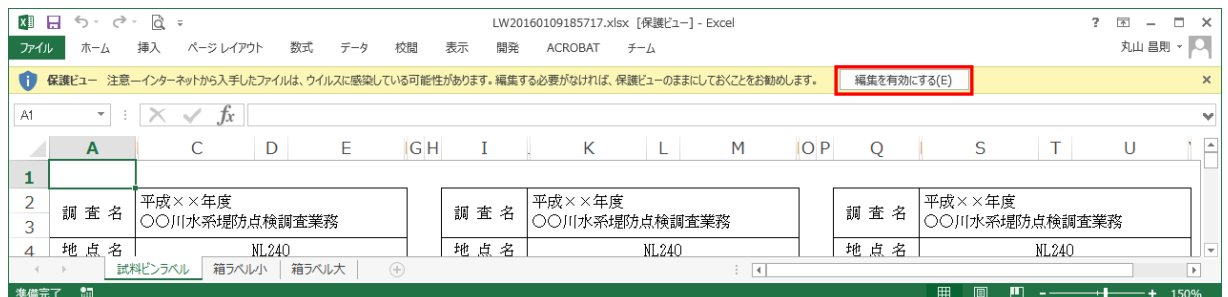 LW20160109185717.xlsx [保護ビュー] - Excel
ファイル ホーム 挿入 ページ レイアウト 数式 データ 校閲 表示 開発 ACROBAT チーム 丸山 昌則
保護ビュー 注意—インターネットから入手したファイルは、ウイルスに感染している可能性があります。編集する必要がなければ、保護ビューのままにしておくことをお勧めします。 編集を有効にする(E)
A1 fx
A C D E G H I K L M O P Q S T U
1
2 平成××年度 平成××年度 平成××年度
調査名 調査名 調査名
3 〇〇川水系堤防点検調査業務 〇〇川水系堤防点検調査業務 〇〇川水系堤防点検調査業務
4 地点名 NL240 地点名 NL240 地点名 NL240
試料ビンラベル 箱ラベル小 箱ラベル大
準備完了 150%